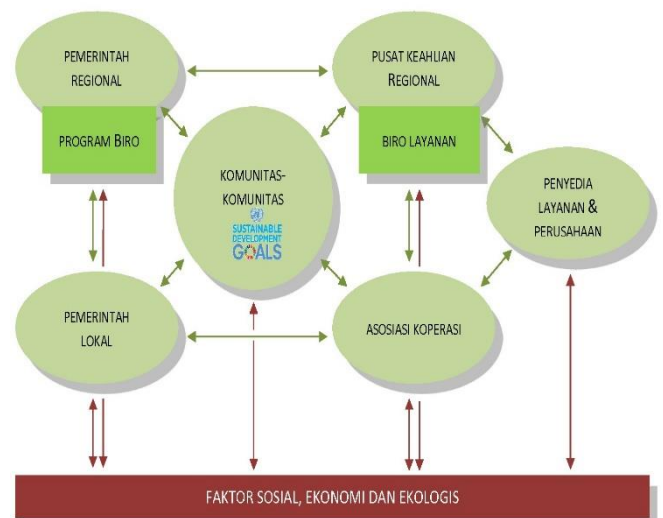 PEMERINTAH
REGIONAL
PUSAT KEAHLIAN
REGIONAL
PROGRAM BIRO
BIRO LAYANAN
KOMUNITAS-
KOMUNITAS
SUSTAINABLE
DEVELOPMENT
GOALS
PENYEDIA
LAYANAN &
PERUSAHAAN
PEMERINTAH
LOKAL
ASOSIASI KOPERASI
FAKTOR SOSIAL, EKONOMI DAN EKOLOGIS